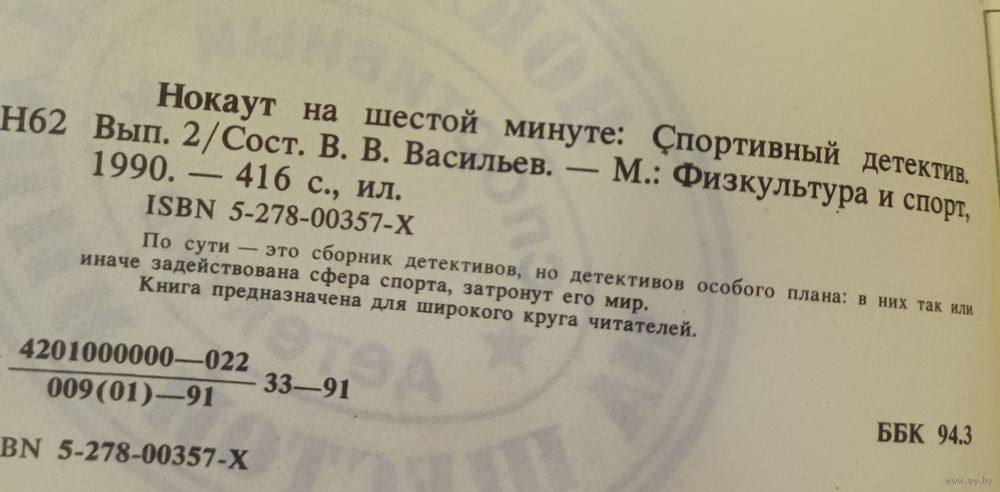 Нокаут на шестой минуте: Спортивный детектив.
Н62 Вып. 2/Сост. В. В. Васильев. — М.: Физкультура и спорт,
1990. — 416 с., ил.
ISBN 5-278-00357-X
По сути — это сборник детективов, но детективов особого плана: в них так или
иначе задействована сфера спорта, затронут его мир.
Книга предназначена для широкого круга читателей.
4201000000—022
009(01)—91
33—91
ББК 94.3
BN 5-278-00357-X
www.ay.by